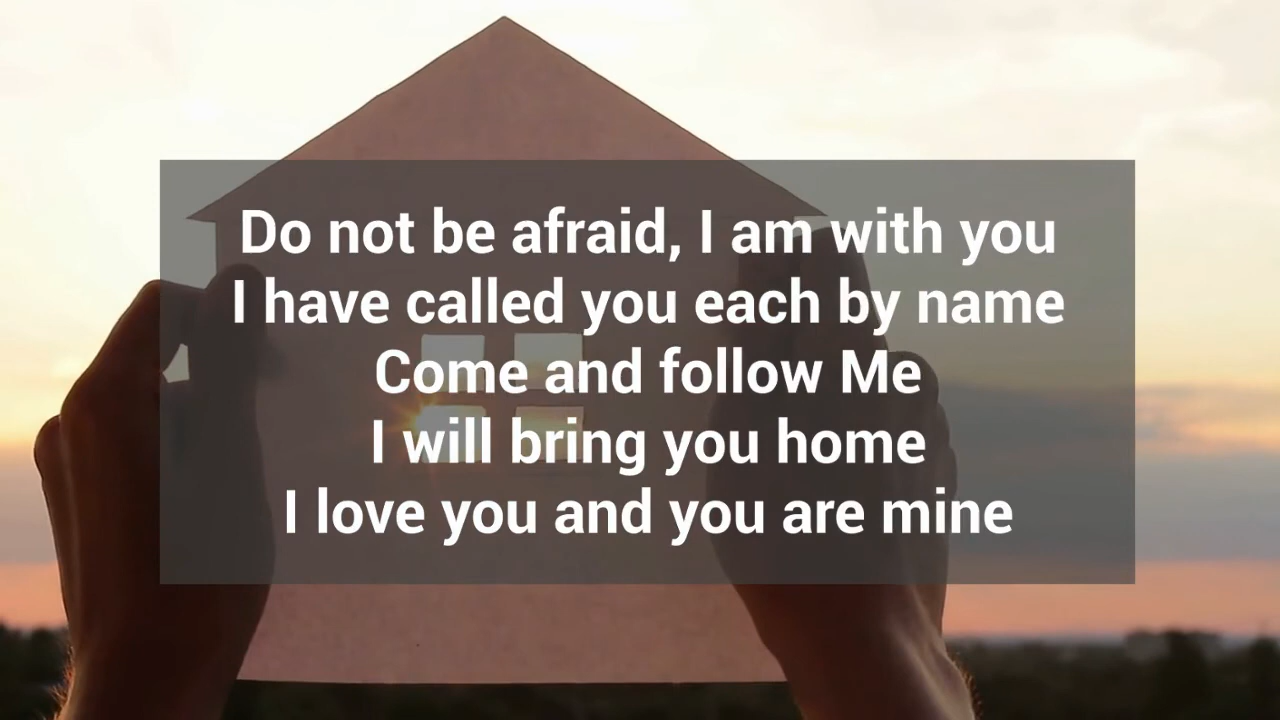 Do not be afraid, I am with you
I have called you each by name
Come and follow Me
I will bring you home
I love you and you are mine